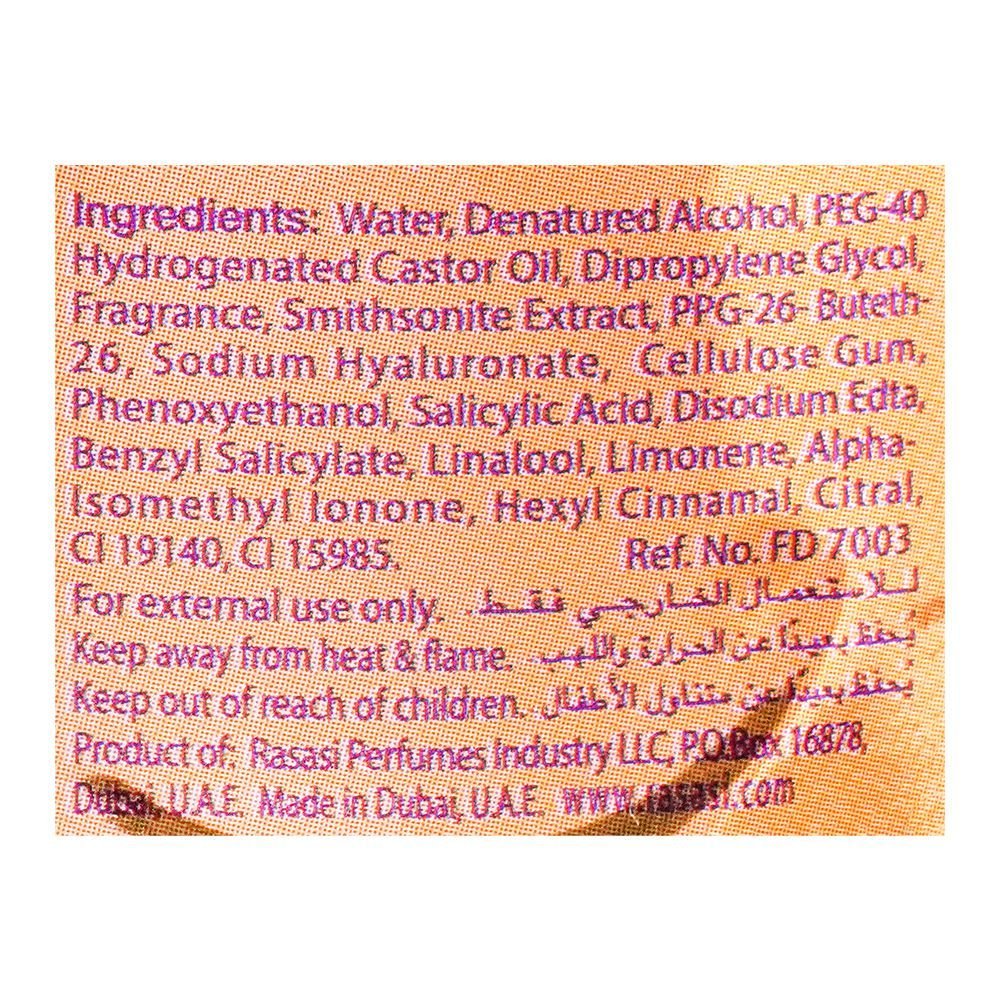 Ingredients: Water, Denatured Alcohol, PEG-40
Hydrogenated Castor Oil, Dipropylene Glycol,
Fragrance, Smithsonite Extract, PPG-26- Buteth-
26, Sodium Hyaluronate, Cellulose Gum,
Phenoxyethanol, Salicylic Acid, Disodium Edta,
Benzyl Salicylate, Linalool, Limonene, Alpha-
Isomethyl Ionone, Hexyl Cinnamal, Citral,
CI 19140, CI 15985. Ref. No. FD 7003
For external use only. للاستعمال الخارجي فقط.
Keep away from heat & flame. يُحفظ بعيداً عن الحرارة واللهب.
Keep out of reach of children. يُحفظ بعيداً عن متناول الأطفال.
Product of: Rasasi Perfumes Industry LLC, P.O.Box 16878,
Dubai, U.A.E. Made in Dubai, U.A.E. www.rasasi.com